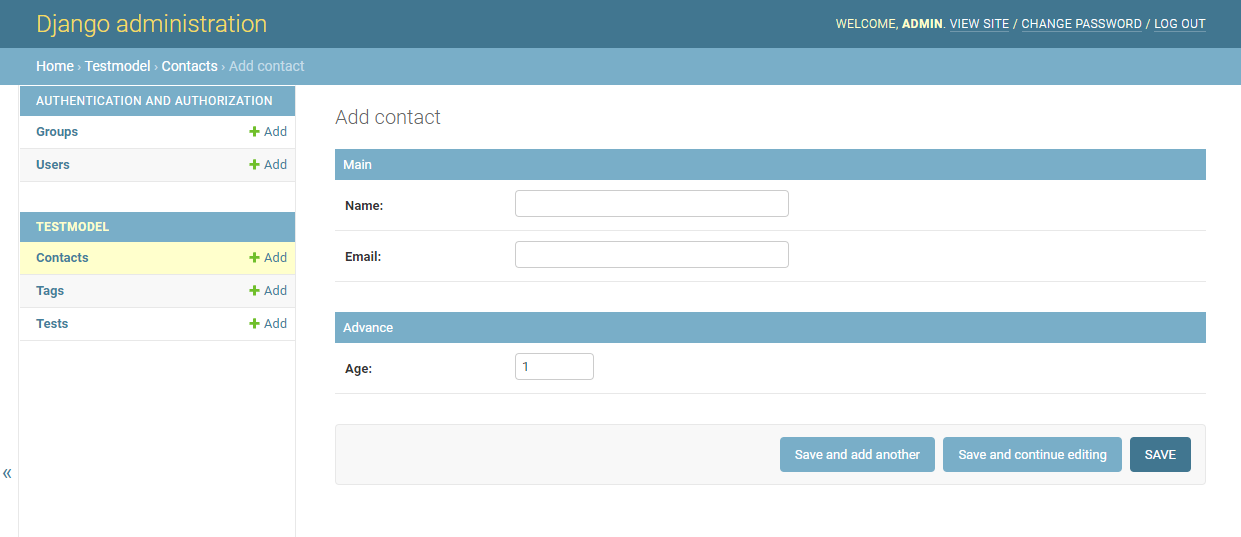 Django administration
WELCOME, ADMIN. VIEW SITE / CHANGE PASSWORD / LOG OUT
Home › Testmodel › Contacts › Add contact
AUTHENTICATION AND AUTHORIZATION
Groups + Add
Users + Add
TESTMODEL
Contacts + Add
Tags + Add
Tests + Add
«
Add contact
Main
Name:
Email:
Advance
Age: 1
Save and add another Save and continue editing SAVE